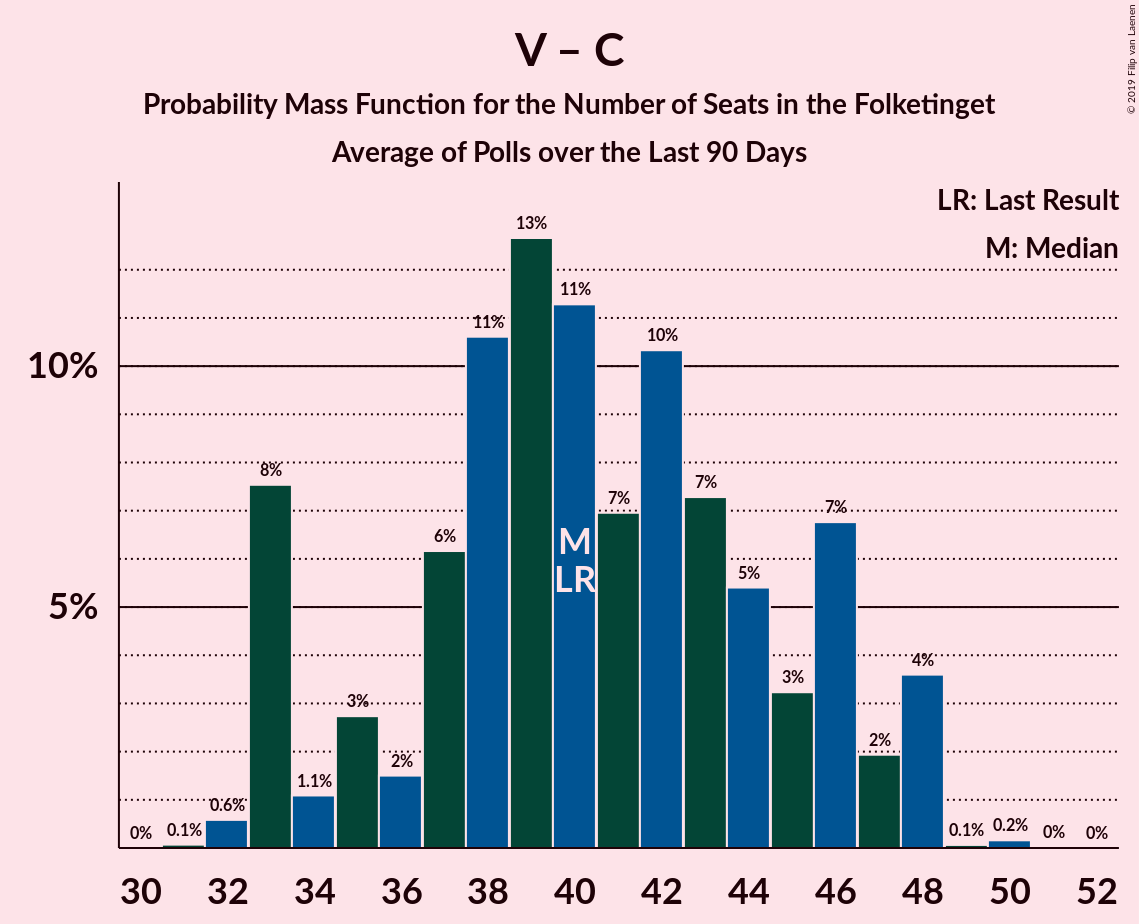 V – C
Probability Mass Function for the Number of Seats in the Folketinget
Average of Polls over the Last 90 Days
© 2019 Filip van Laenen
LR: Last Result
M: Median
10%
5%
0%
0.1%
0.6%
8%
1.1%
3%
2%
6%
11%
13%
11%
7%
10%
7%
5%
3%
7%
2%
4%
0.1%
0.2%
0%
0%
M
LR
30 32 34 36 38 40 42 44 46 48 50 52